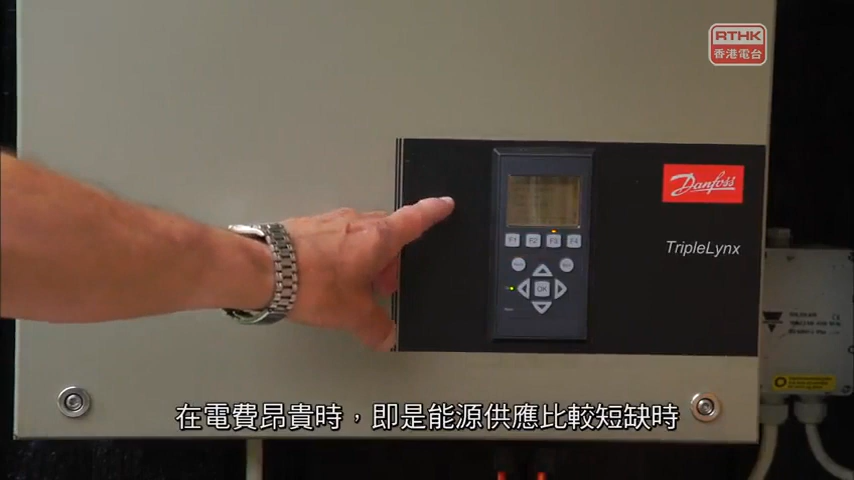 RTHK
香港電台
Danfoss
TripleLynx
F1 F2 F3 F4
OK
在電費昂貴時，即是能源供應比較短缺時